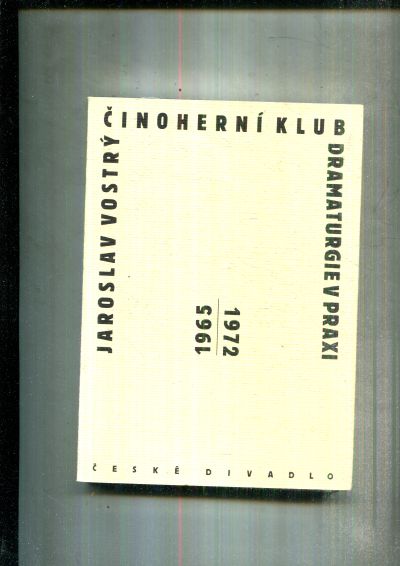 JAROSLAV VOSTRÝ
ČINOHERNÍ KLUB
DRAMATURGIE V PRAXI
1965
1972
ČESKÉ DIVADLO